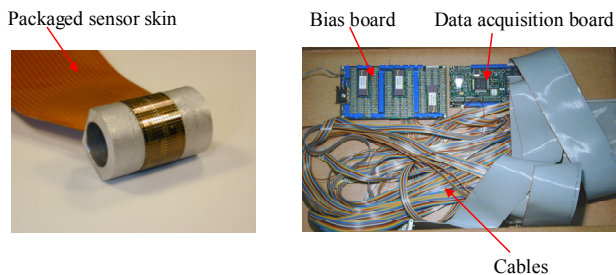 Packaged sensor skin
Bias board
Data acquisition board
Cables